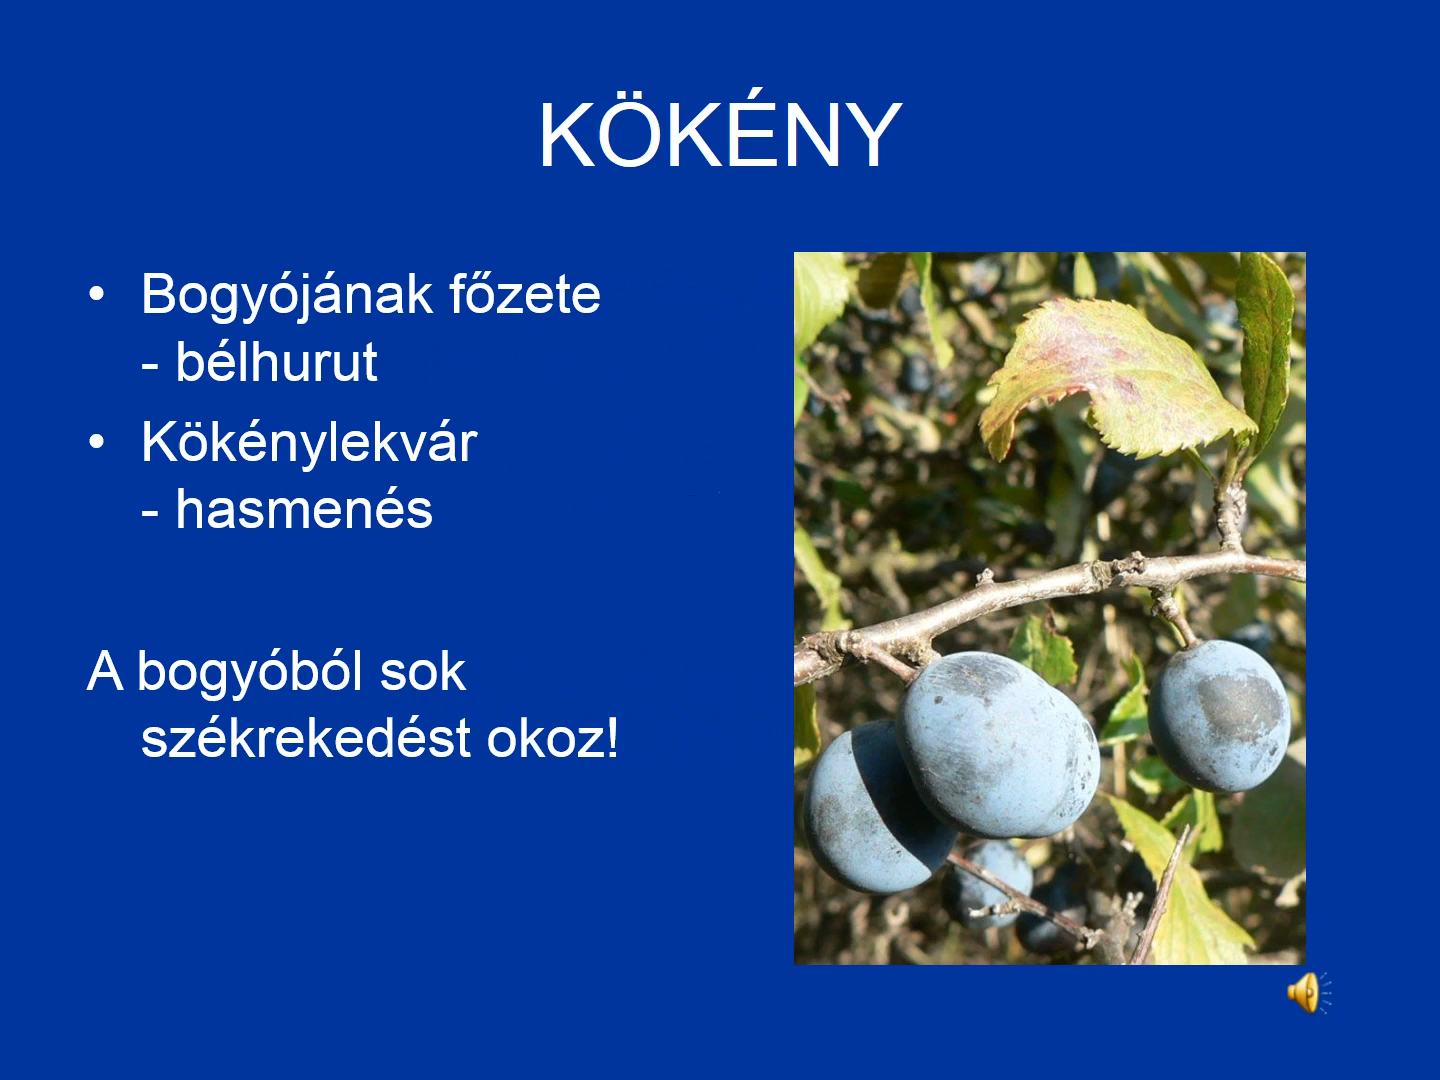 KÖKÉNY
• Bogyójának főzete
- bélhurut
• Kökénylekvár
- hasmenés
A bogyóból sok
székrekedést okoz!